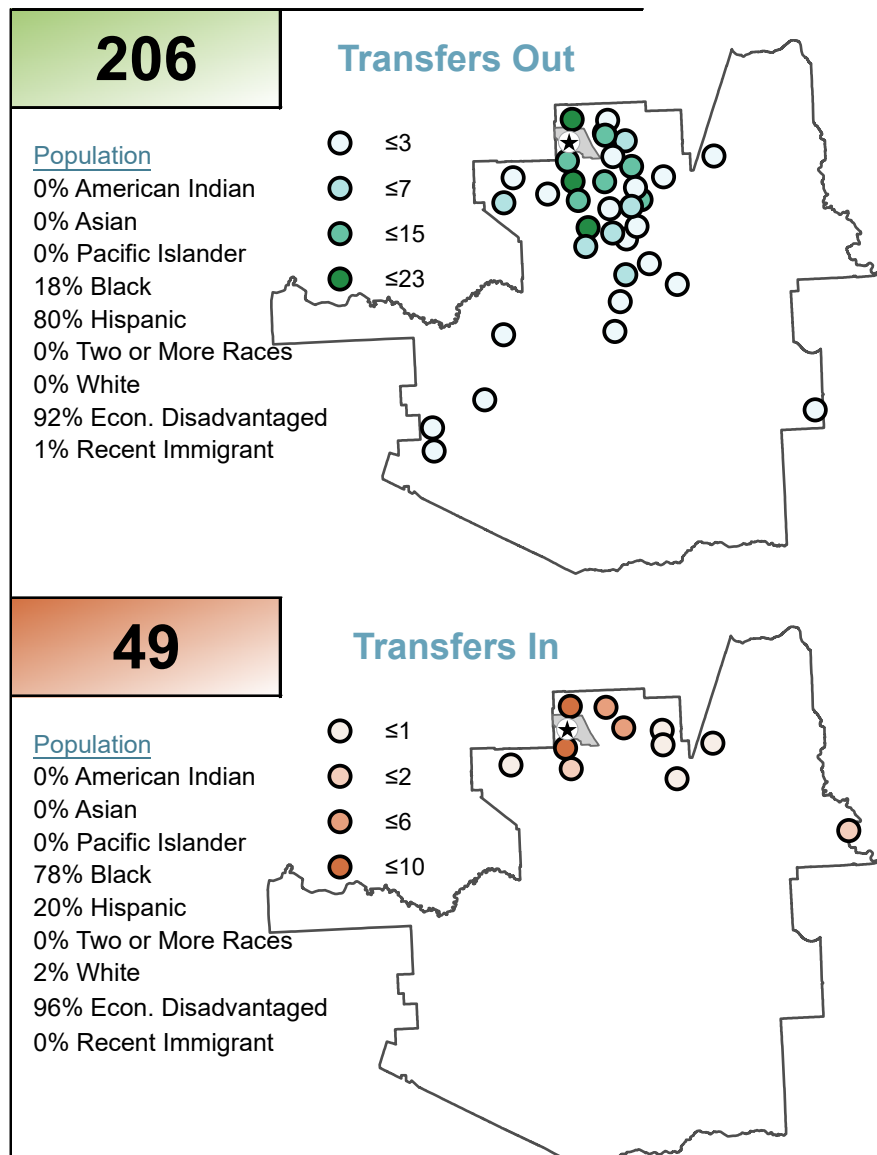 206
Transfers Out
Population
0% American Indian
0% Asian
0% Pacific Islander
18% Black
80% Hispanic
0% Two or More Races
0% White
92% Econ. Disadvantaged
1% Recent Immigrant
≤3
≤7
≤15
≤23
49
Transfers In
Population
0% American Indian
0% Asian
0% Pacific Islander
78% Black
20% Hispanic
0% Two or More Races
2% White
96% Econ. Disadvantaged
0% Recent Immigrant
≤1
≤2
≤6
≤10